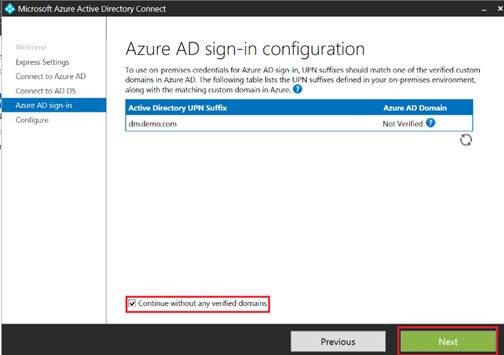 Microsoft Azure Active Directory Connect
Welcome
Express Settings
Connect to Azure AD
Connect to AD DS
Azure AD sign-in
Configure
Azure AD sign-in configuration
To use on-premises credentials for Azure AD sign-in, UPN suffixes should match one of the verified custom
domains in Azure AD. The following table lists the UPN suffixes defined in your on-premises environment,
along with the matching custom domain in Azure. ?
Active Directory UPN Suffix Azure AD Domain
dm.demo.com Not Verified ?
Continue without any verified domains
Previous Next